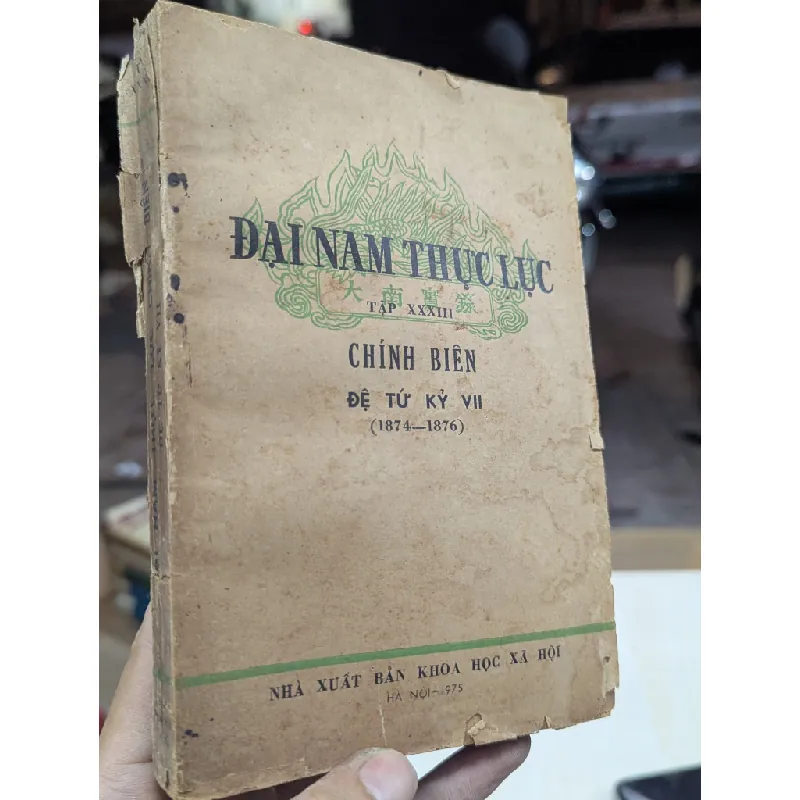 ĐẠI NAM THỰC LỤC
大南寔录
TẬP XXXIII
CHÍNH BIÊN
ĐỆ TỨ KỶ VII
(1874—1876)
NHÀ XUẤT BẢN KHOA HỌC XÃ HỘI
HÀ NỘI—1975